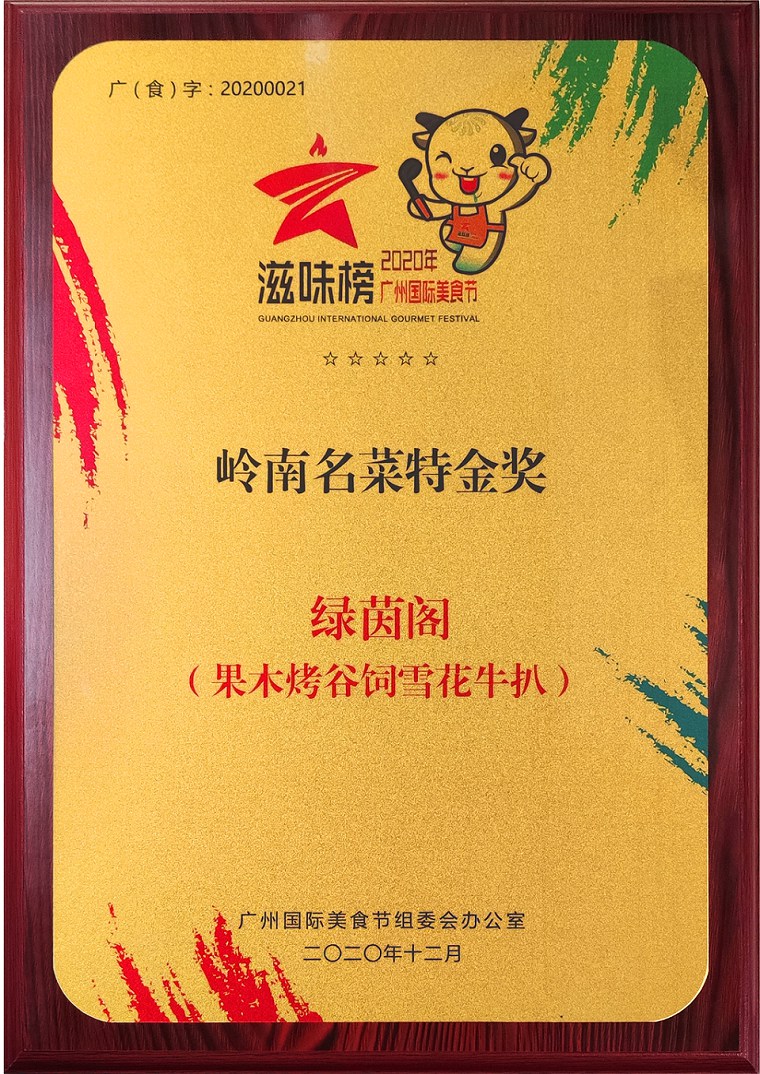 广(食)字:20200021
滋味榜
2020年
广州国际美食节
GUANGZHOU INTERNATIONAL GOURMET FESTIVAL
☆☆☆☆☆
岭南名菜特金奖
绿茵阁
(果木烤谷饲雪花牛扒)
广州国际美食节组委会办公室
二〇二〇年十二月